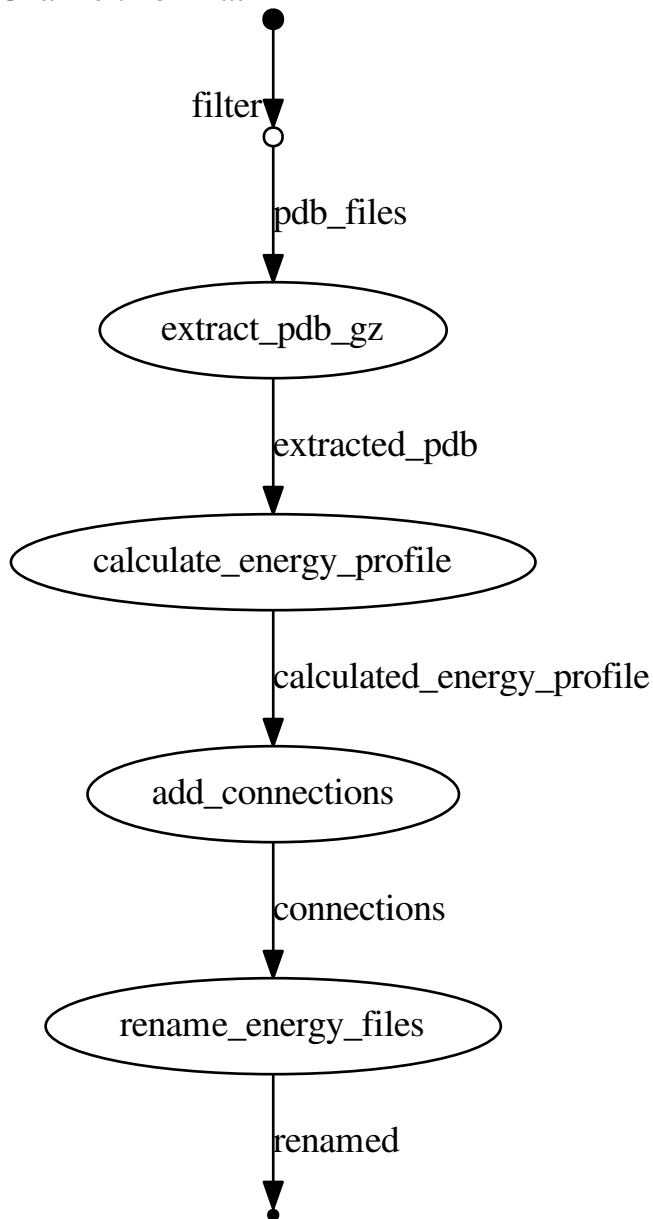 filter
pdb_files
extract_pdb_gz
extracted_pdb
calculate_energy_profile
calculated_energy_profile
add_connections
connections
rename_energy_files
renamed